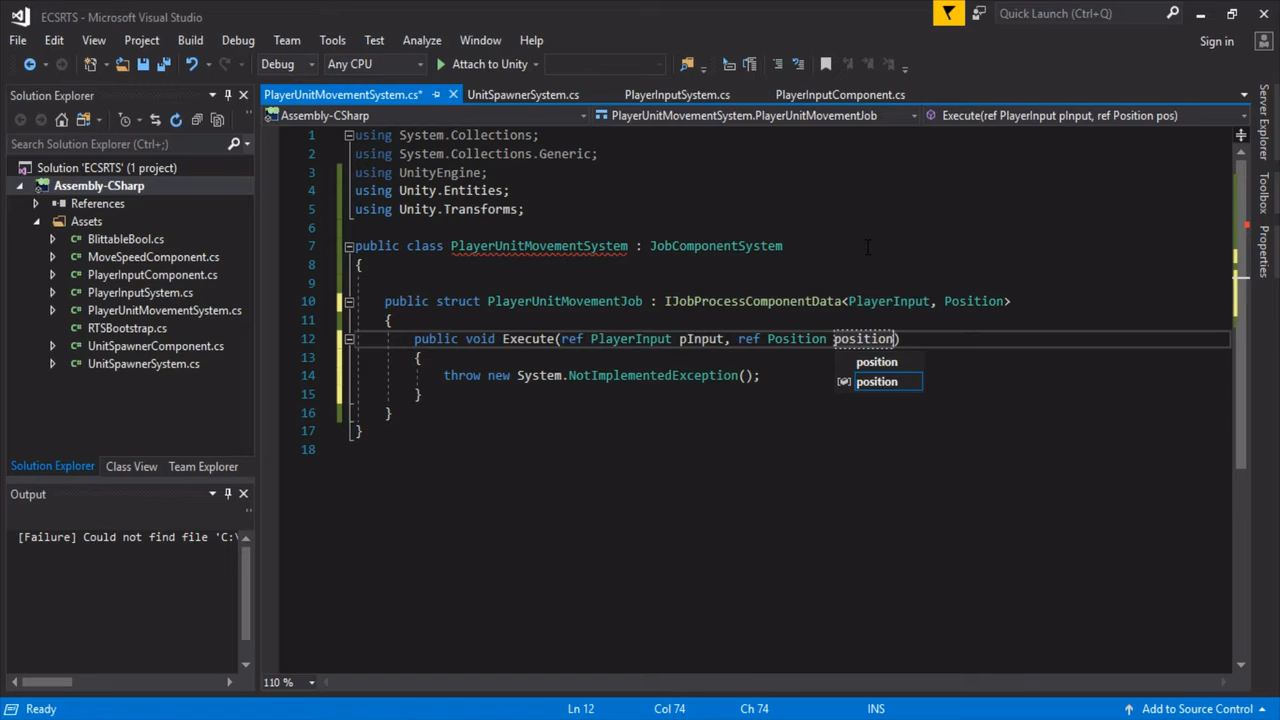 ECSRTS - Microsoft Visual Studio
Quick Launch (Ctrl+Q)
File Edit View Project Build Debug Team Tools Test Analyze Window Help
Sign in
Debug Any CPU Attach to Unity
Solution Explorer
Search Solution Explorer (Ctrl+;)
Solution 'ECSRTS' (1 project)
Assembly-CSharp
References
Assets
BlittableBool.cs
MoveSpeedComponent.cs
PlayerInputComponent.cs
PlayerInputSystem.cs
PlayerUnitMovementSystem.cs
RTSBootstrap.cs
UnitSpawnerComponent.cs
UnitSpawnerSystem.cs
Solution Explorer Class View Team Explorer
Output
[Failure] Could not find file 'C:\
PlayerUnitMovementSystem.cs* UnitSpawnerSystem.cs PlayerInputSystem.cs PlayerInputComponent.cs
Assembly-CSharp PlayerUnitMovementSystem.PlayerUnitMovementJob Execute(ref PlayerInput pInput, ref Position pos)
1 using System.Collections;
2 using System.Collections.Generic;
3 using UnityEngine;
4 using Unity.Entities;
5 using Unity.Transforms;
6
7 public class PlayerUnitMovementSystem : JobComponentSystem
8 {
9
10 public struct PlayerUnitMovementJob : IJobProcessComponentData<PlayerInput, Position>
11 {
12 public void Execute(ref PlayerInput pInput, ref Position position)
13 {
position
14 throw new System.NotImplementedException();
position
15 }
16 }
17 }
18
Server Explorer
Toolbox
Properties
110 %
Ready Ln 12 Col 74 Ch 74 INS Add to Source Control